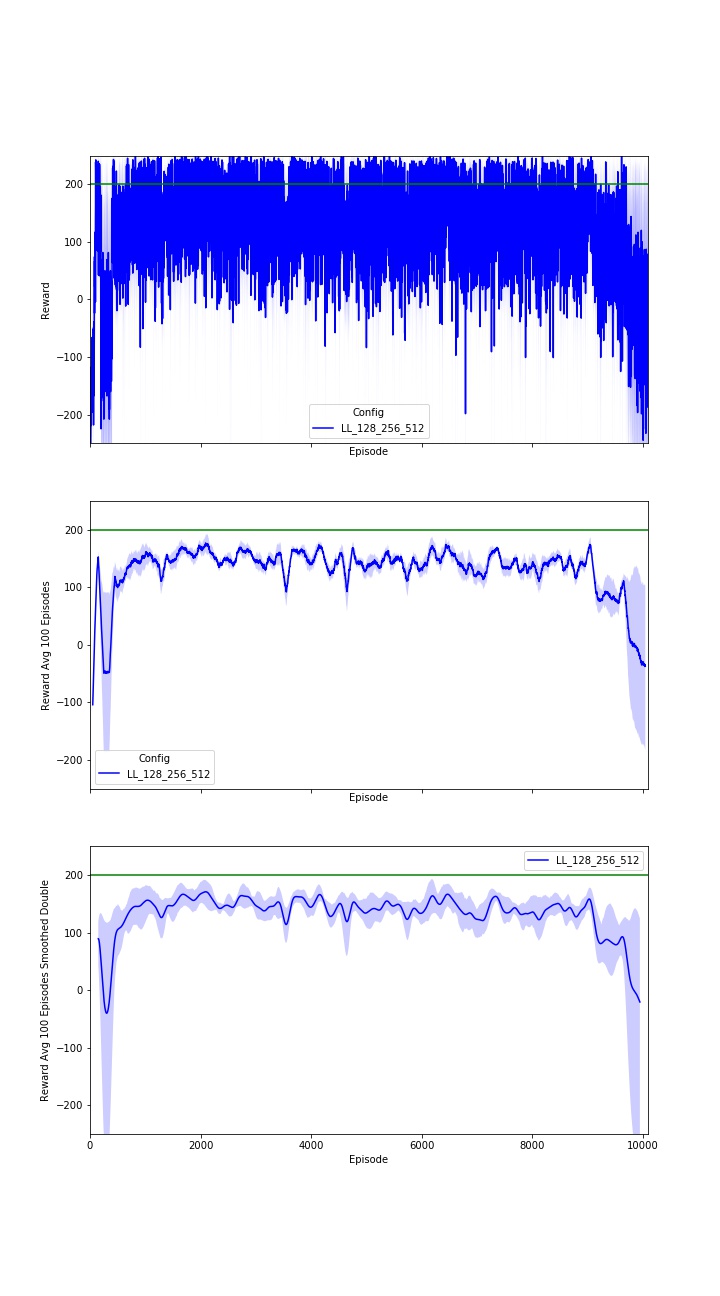 200
100
0
−100
−200
Reward
Config
LL_128_256_512
Episode
200
100
0
−100
−200
Reward Avg 100 Episodes
Config
LL_128_256_512
Episode
LL_128_256_512
200
100
0
−100
−200
Reward Avg 100 Episodes Smoothed Double
0 2000 4000 6000 8000 10000
Episode